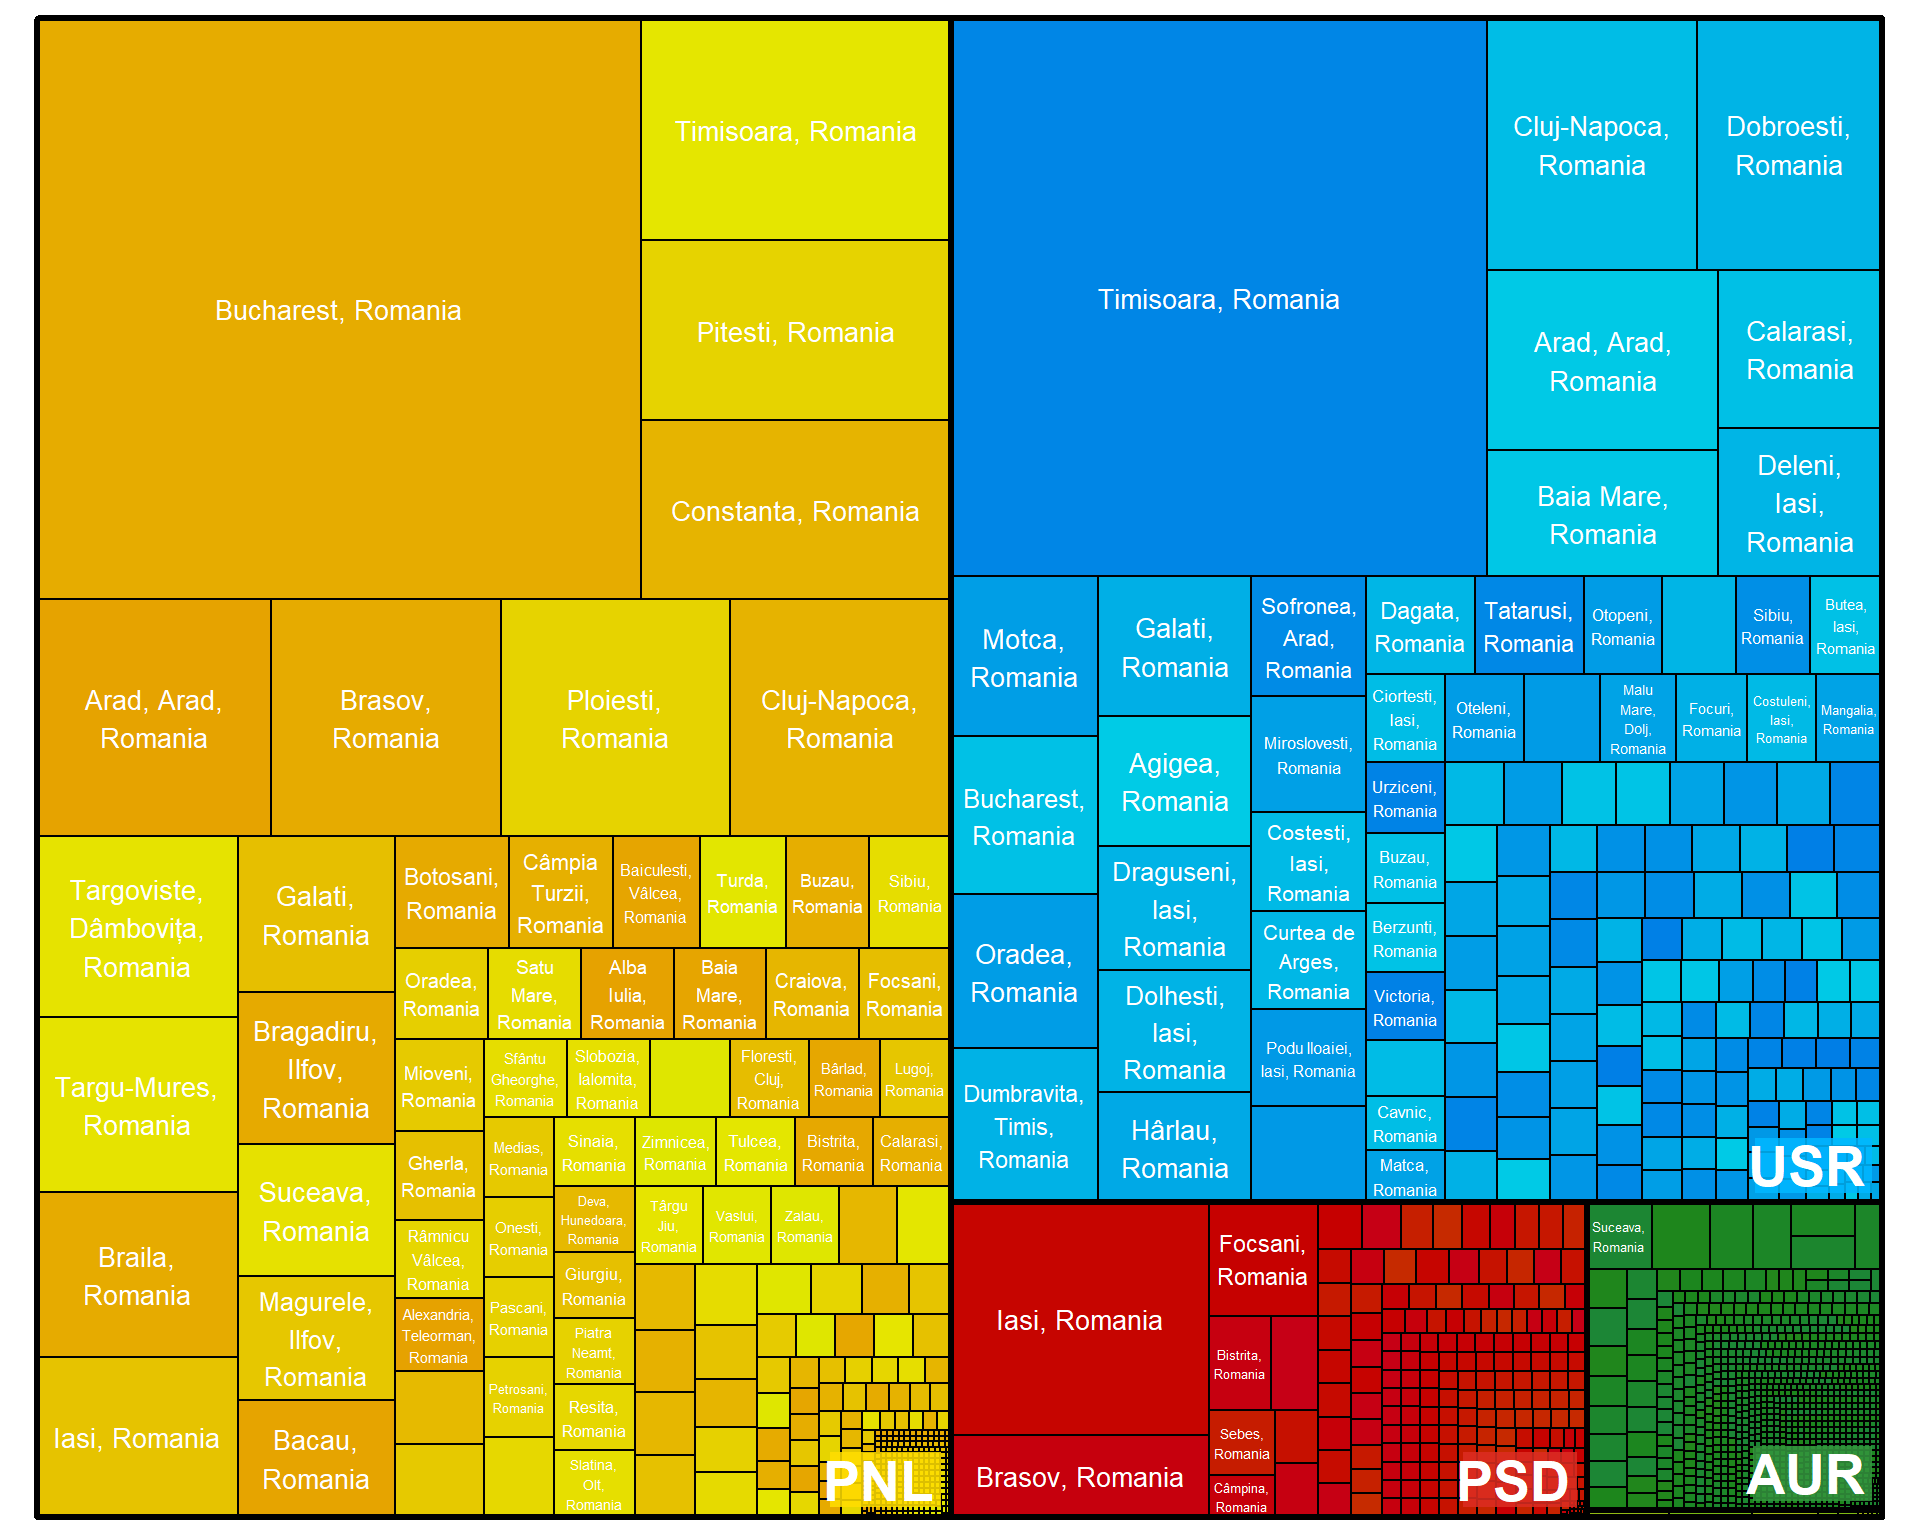 Bucharest, Romania
Timisoara, Romania
Pitesti, Romania
Constanta, Romania
Arad, Arad,
Romania
Brasov,
Romania
Ploiesti,
Romania
Cluj-Napoca,
Romania
Targoviste,
Dâmbovița,
Romania
Targu-Mures,
Romania
Braila,
Romania
Iasi, Romania
Galati,
Romania
Bragadiru,
Ilfov,
Romania
Suceava,
Romania
Magurele,
Ilfov,
Romania
Bacau,
Romania
Botosani,
Romania
Câmpia
Turzii,
Romania
Baiculesti,
Vâlcea,
Romania
Turda,
Romania
Buzau,
Romania
Sibiu,
Romania
Oradea,
Romania
Satu
Mare,
Romania
Alba
Iulia,
Romania
Baia
Mare,
Romania
Craiova,
Romania
Focsani,
Romania
Mioveni,
Romania
Gherla,
Romania
Râmnicu
Vâlcea,
Romania
Alexandria,
Teleorman,
Romania
Sfântu
Gheorghe,
Romania
Slobozia,
Ialomita,
Romania
Floresti,
Cluj,
Romania
Bârlad,
Romania
Lugoj,
Romania
Medias,
Romania
Onesti,
Romania
Pascani,
Romania
Petrosani,
Romania
Sinaia,
Romania
Zimnicea,
Romania
Tulcea,
Romania
Bistrita,
Romania
Calarasi,
Romania
Deva,
Hunedoara,
Romania
Giurgiu,
Romania
Piatra
Neamt,
Romania
Resita,
Romania
Slatina,
Olt,
Romania
Târgu
Jiu,
Romania
Vaslui,
Romania
Zalau,
Romania
PNL
Timisoara, Romania
Cluj-Napoca,
Romania
Dobroesti,
Romania
Arad, Arad,
Romania
Calarasi,
Romania
Baia Mare,
Romania
Deleni,
Iasi,
Romania
Motca,
Romania
Bucharest,
Romania
Oradea,
Romania
Dumbravita,
Timis,
Romania
Galati,
Romania
Agigea,
Romania
Draguseni,
Iasi,
Romania
Dolhesti,
Iasi,
Romania
Hârlau,
Romania
Sofronea,
Arad,
Romania
Miroslovesti,
Romania
Costesti,
Iasi,
Romania
Curtea de
Arges,
Romania
Podu Iloaiei,
Iasi, Romania
Dagata,
Romania
Tatarusi,
Romania
Otopeni,
Romania
Sibiu,
Romania
Butea,
Iasi,
Romania
Ciortesti,
Iasi,
Romania
Oteleni,
Romania
Malu
Mare,
Dolj,
Romania
Focuri,
Romania
Costuleni,
Iasi,
Romania
Mangalia,
Romania
Urziceni,
Romania
Buzau,
Romania
Berzunti,
Romania
Victoria,
Romania
Cavnic,
Romania
Matca,
Romania
USR
Iasi, Romania
Brasov, Romania
Focsani,
Romania
Bistrita,
Romania
Sebes,
Romania
Câmpina,
Romania
PSD
Suceava,
Romania
AUR